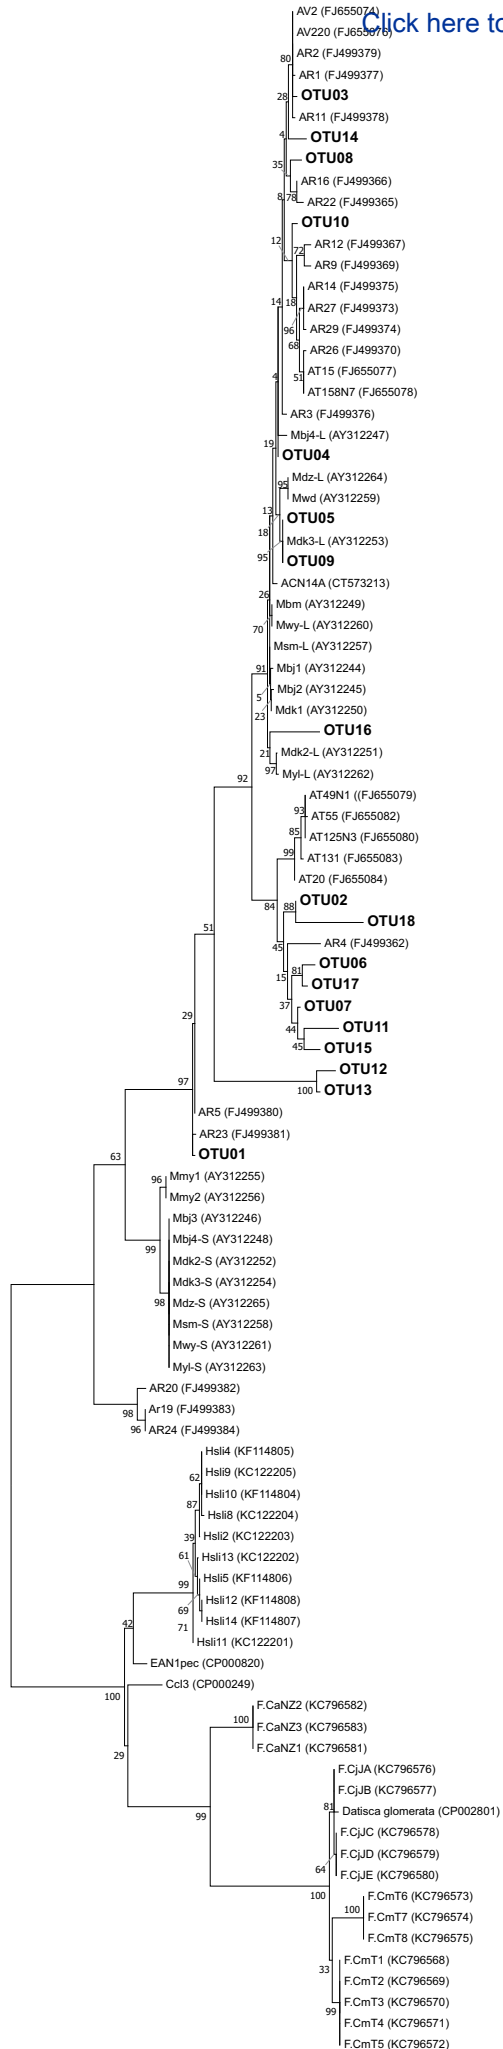 AV2 (FJ655074)
Click here to
AV220 (FJ655076)
AR2 (FJ499379)
80
AR1 (FJ499377)
28
OTU03
AR11 (FJ499378)
4
OTU14
OTU08
35
AR16 (FJ499366)
8
78
AR22 (FJ499365)
OTU10
12
AR12 (FJ499367)
72
AR9 (FJ499369)
AR14 (FJ499375)
14
18
AR27 (FJ499373)
96
AR29 (FJ499374)
68
AR26 (FJ499370)
4
51
AT15 (FJ655077)
AT158N7 (FJ655078)
AR3 (FJ499376)
Mbj4-L (AY312247)
19
OTU04
Mdz-L (AY312264)
95
Mwd (AY312259)
13
OTU05
18
Mdk3-L (AY312253)
95
OTU09
ACN14A (CT573213)
26
Mbm (AY312249)
70
Mwy-L (AY312260)
Msm-L (AY312257)
91
Mbj1 (AY312244)
5
Mbj2 (AY312245)
23
Mdk1 (AY312250)
OTU16
21
Mdk2-L (AY312251)
97
Myl-L (AY312262)
92
AT49N1 ((FJ655079)
93
AT55 (FJ655082)
85
AT125N3 (FJ655080)
99
AT131 (FJ655083)
AT20 (FJ655084)
84
OTU02
88
OTU18
51
45
AR4 (FJ499362)
OTU06
15
81
OTU17
37
OTU07
29
44
OTU11
45
OTU15
OTU12
97
100
OTU13
AR5 (FJ499380)
AR23 (FJ499381)
63
OTU01
96
Mmy1 (AY312255)
Mmy2 (AY312256)
Mbj3 (AY312246)
99
Mbj4-S (AY312248)
Mdk2-S (AY312252)
Mdk3-S (AY312254)
98
Mdz-S (AY312265)
Msm-S (AY312258)
Mwy-S (AY312261)
Myl-S (AY312263)
AR20 (FJ499382)
98
Ar19 (FJ499383)
96
AR24 (FJ499384)
Hsli4 (KF114805)
62
Hsli9 (KC122205)
Hsli10 (KF114804)
87
Hsli8 (KC122204)
39
Hsli2 (KC122203)
61
Hsli13 (KC122202)
99
Hsli5 (KF114806)
69
Hsli12 (KF114808)
71
Hsli14 (KF114807)
42
Hsli11 (KC122201)
EAN1pec (CP000820)
100
CcI3 (CP000249)
F.CaNZ2 (KC796582)
100
F.CaNZ3 (KC796583)
29
F.CaNZ1 (KC796581)
F.CjJA (KC796576)
99
F.CjJB (KC796577)
81
Datisca glomerata (CP002801)
F.CjJC (KC796578)
F.CjJD (KC796579)
64
F.CjJE (KC796580)
100
F.CmT6 (KC796573)
100
F.CmT7 (KC796574)
F.CmT8 (KC796575)
33
F.CmT1 (KC796568)
F.CmT2 (KC796569)
99
F.CmT3 (KC796570)
F.CmT4 (KC796571)
F.CmT5 (KC796572)